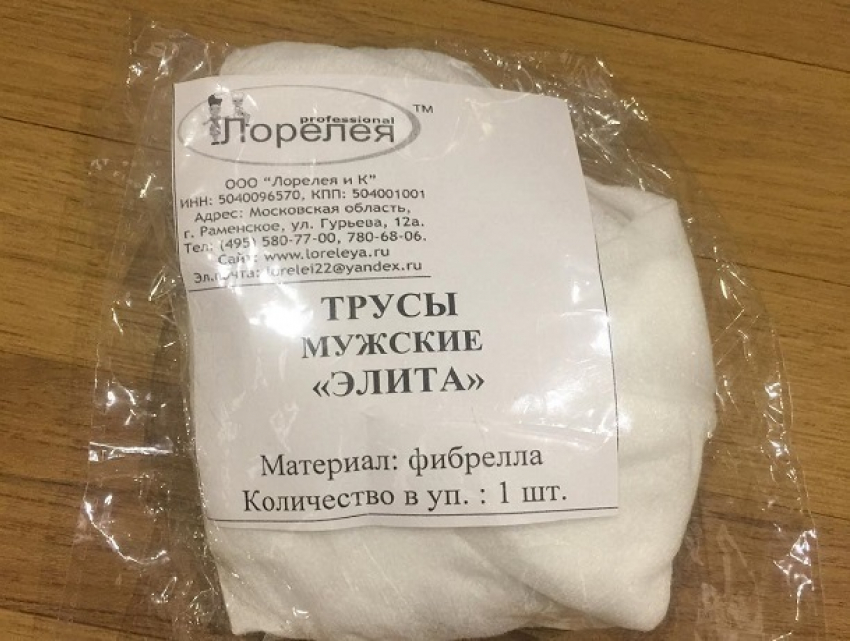 professional
Лорелея™
ООО "Лорелея и К"
ИНН: 5040096570, КПП: 504001001
Адрес: Московская область,
г. Раменское, ул. Гурьева, 12а.
Тел: (495) 580-77-00, 780-68-06.
Сайт: www.loreleya.ru
Эл.почта: lorelei22@yandex.ru
ТРУСЫ
МУЖСКИЕ
«ЭЛИТА»
Материал: фибрелла
Количество в уп. : 1 шт.